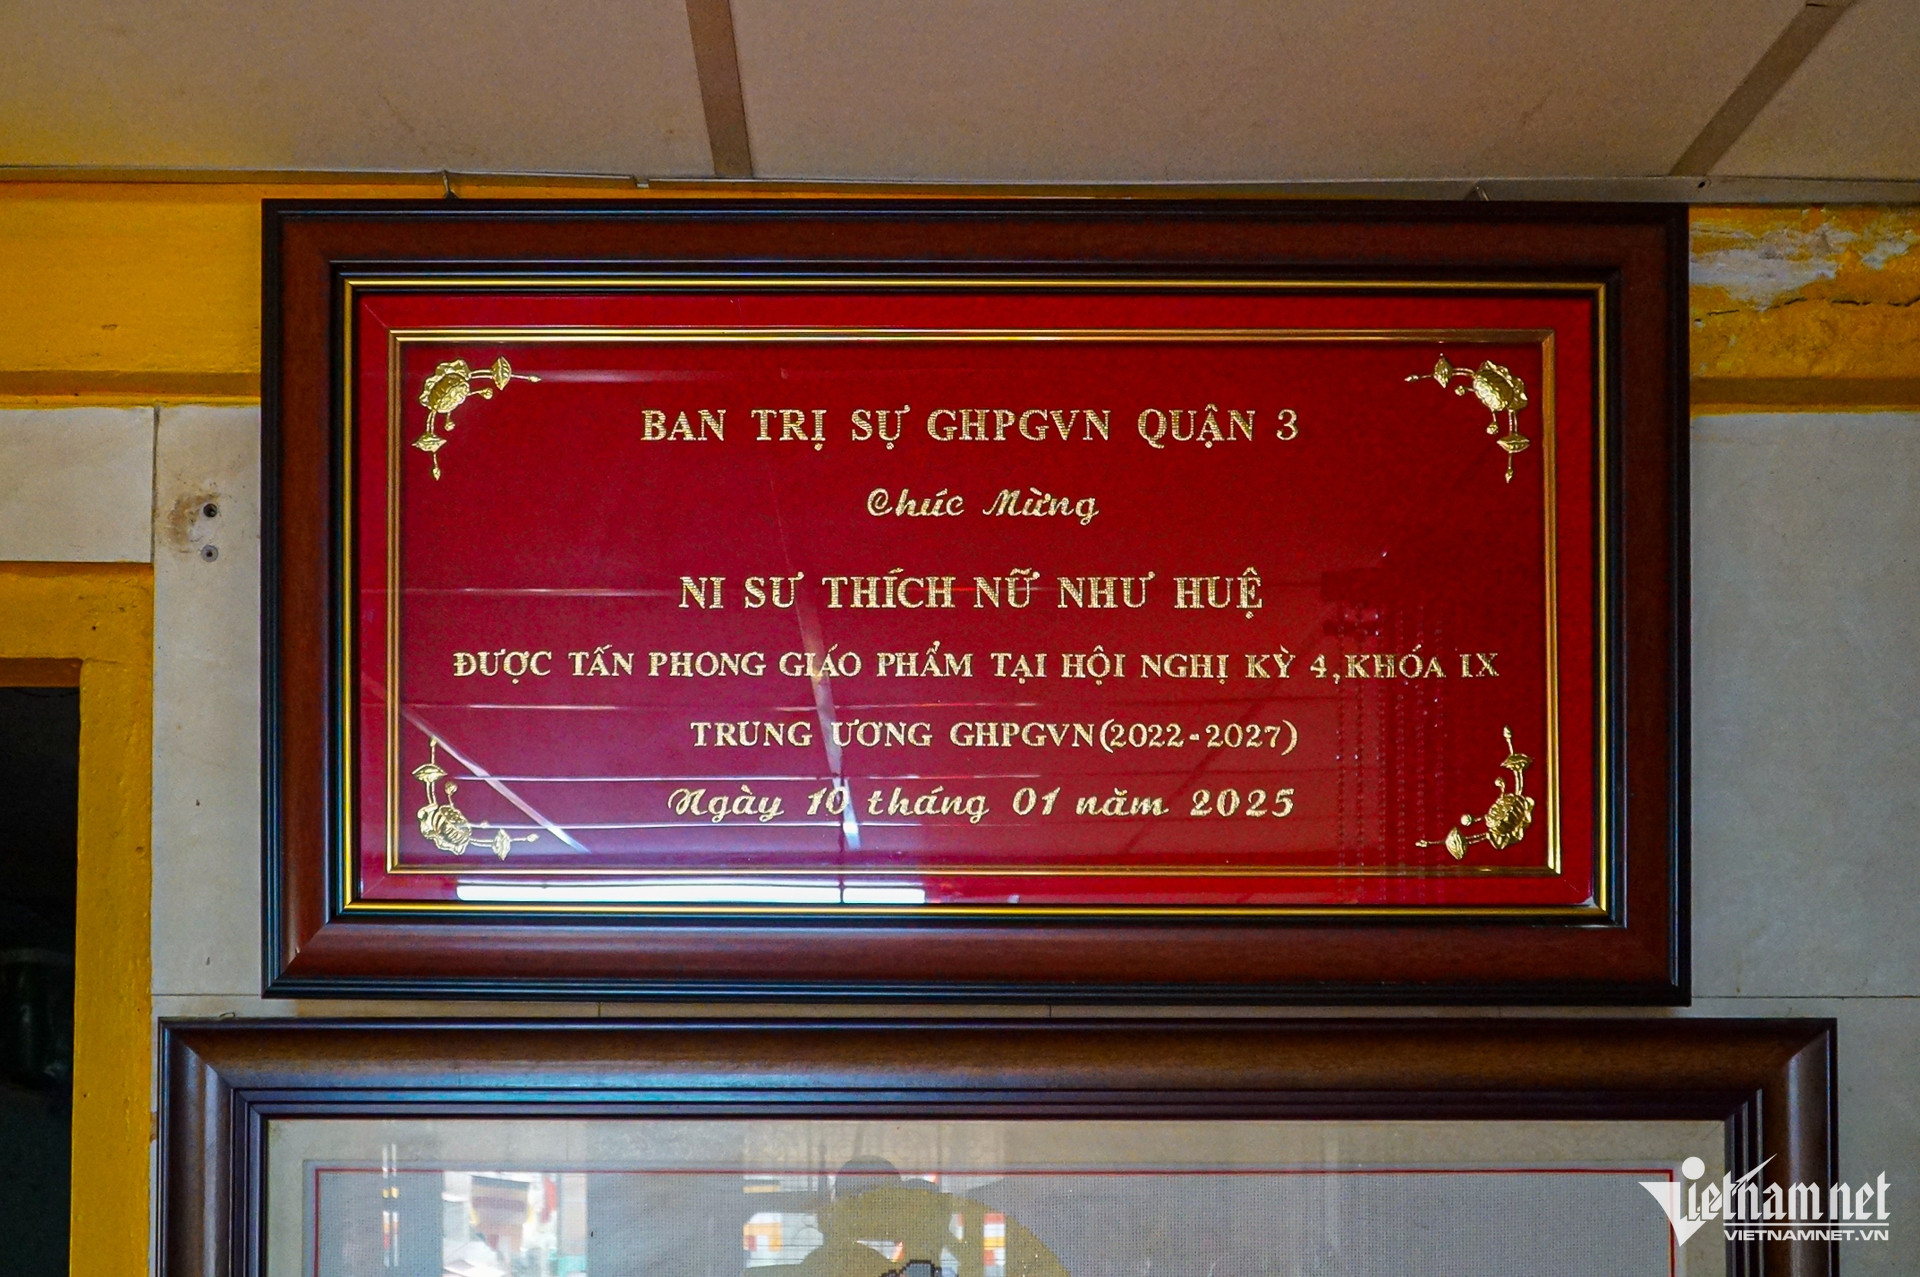 BAN TRỊ SỰ GHPGVN QUẬN 3
Chúc Mừng
NI SƯ THÍCH NỮ NHƯ HUỆ
ĐƯỢC TẤN PHONG GIÁO PHẨM TẠI HỘI NGHỊ KỲ 4, KHÓA IX
TRUNG ƯƠNG GHPGVN(2022-2027)
Ngày 10 tháng 01 năm 2025
Vietnamnet
VIETNAMNET.VN